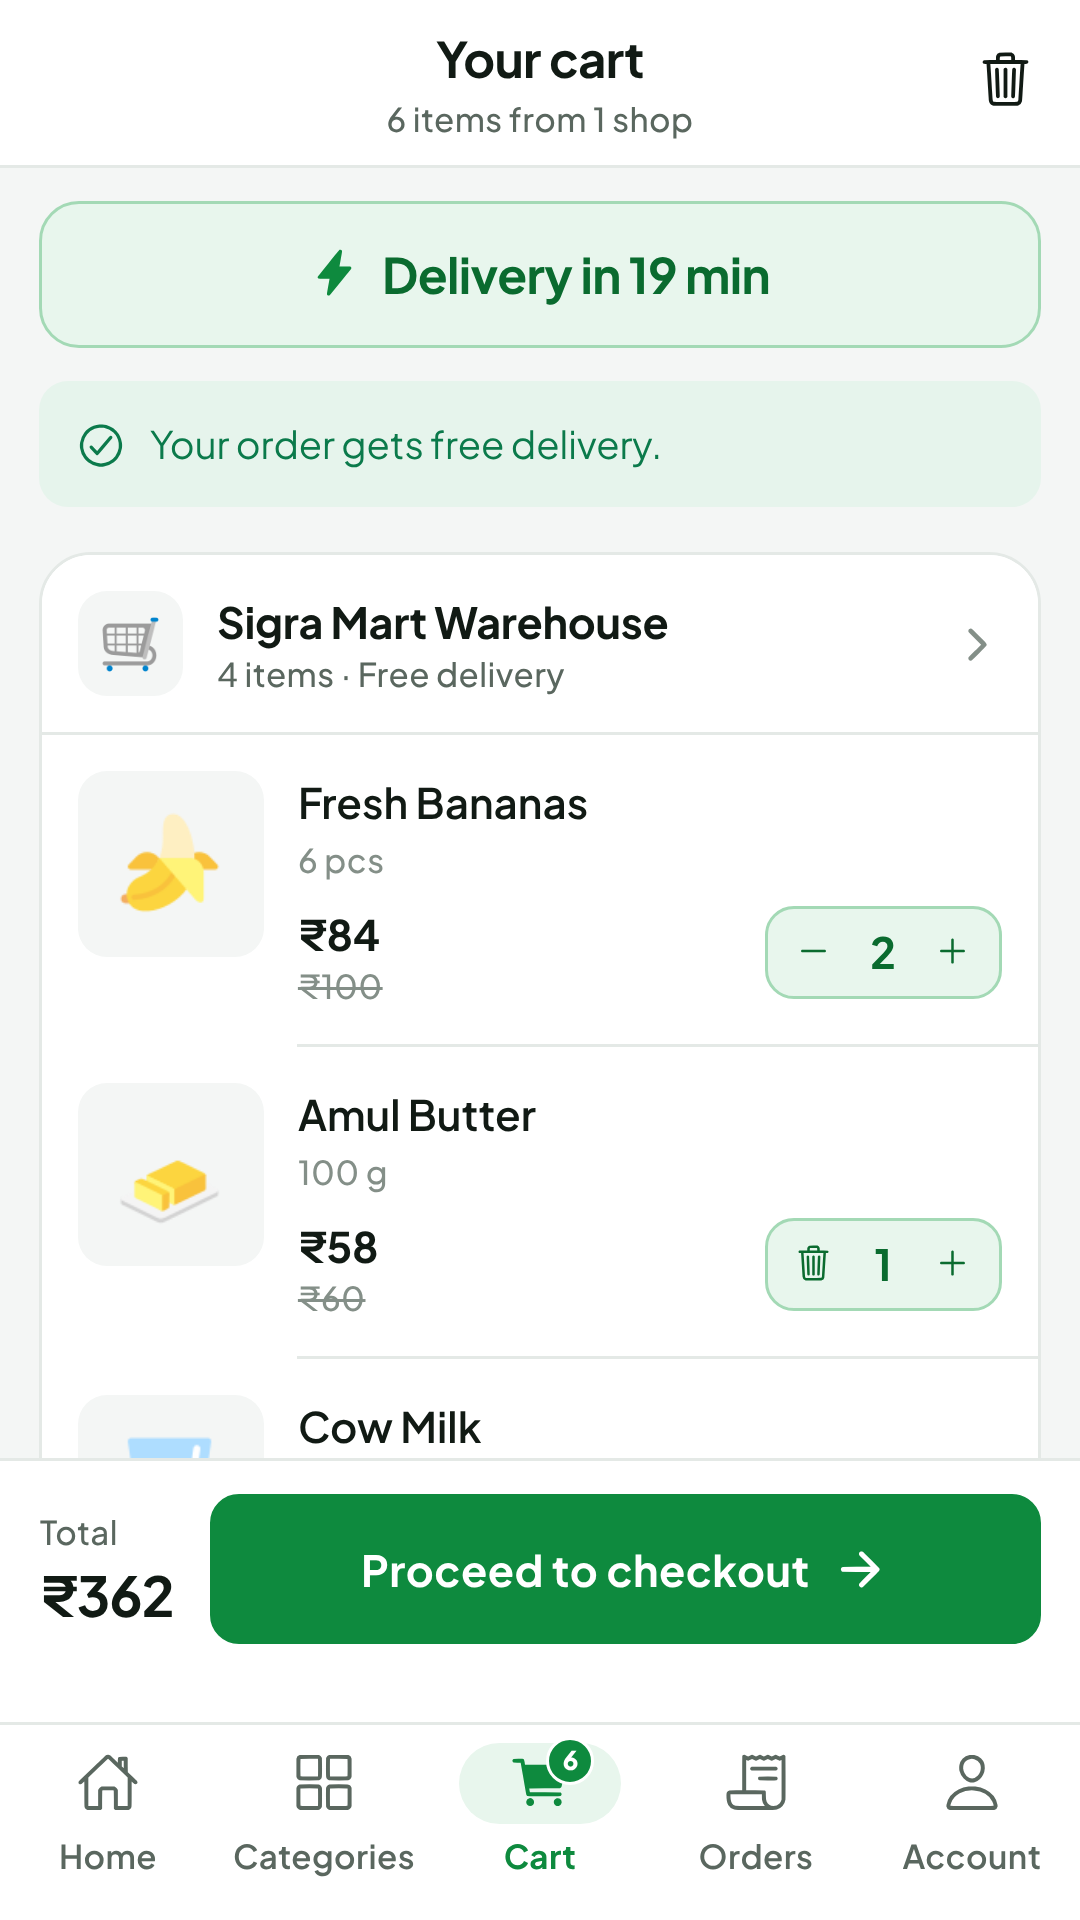 Your cart
6 items from 1 shop
Delivery in 19 min
Your order gets free delivery.
Sigra Mart Warehouse
4 items · Free delivery
Fresh Bananas
6 pcs
₹84
₹100
2
Amul Butter
100 g
₹58
₹60
1
Cow Milk
Total
₹362
Proceed to checkout
6
Home
Categories
Cart
Orders
Account